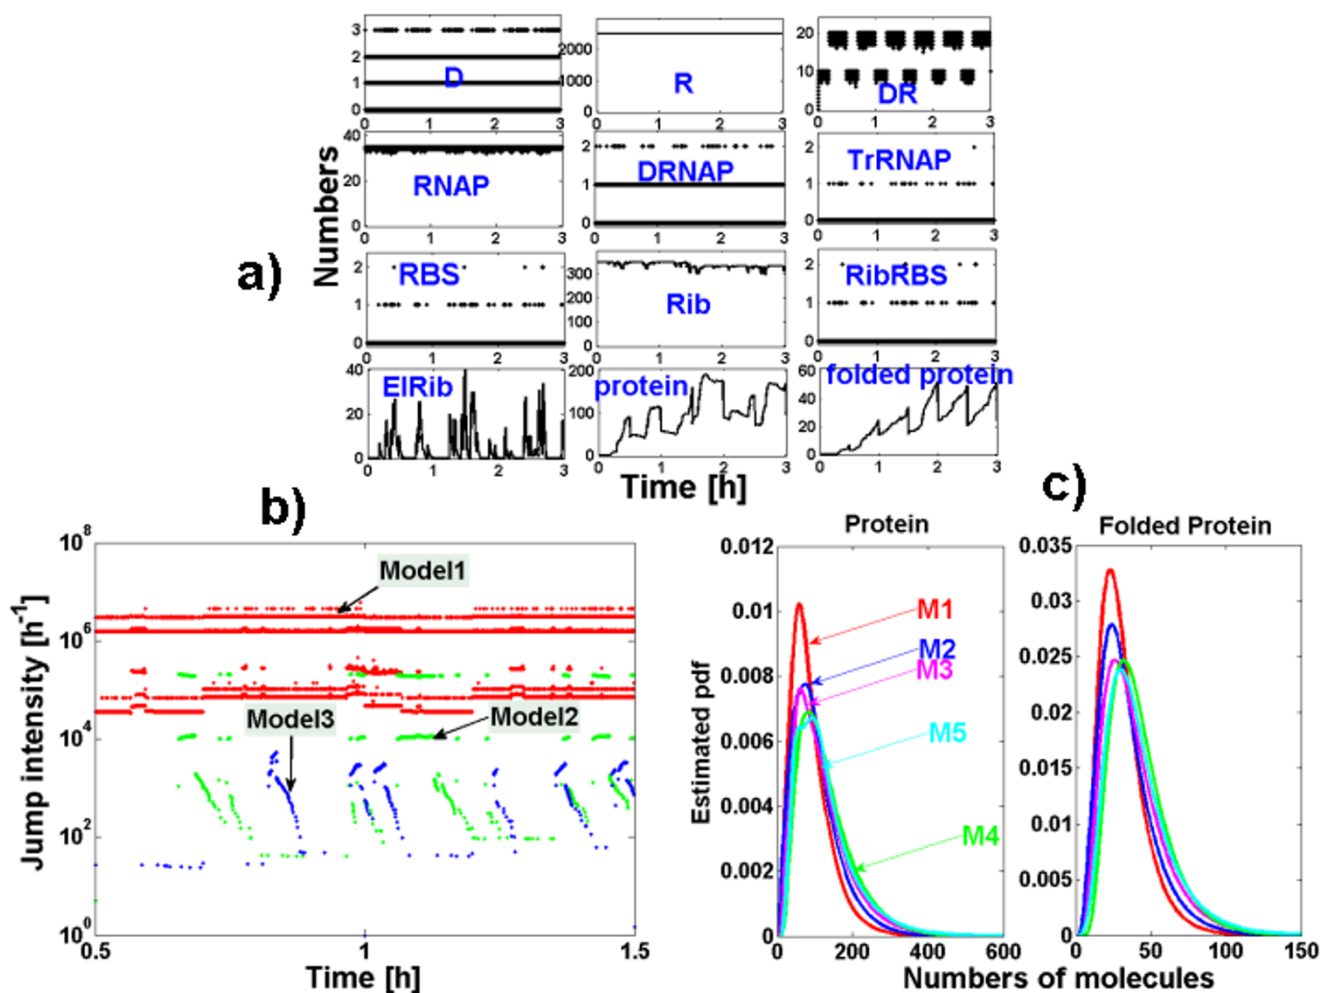 3
2
1
0
D
0 1 2 3
2000
1000
0
R
0 1 2 3
20
10
0
DR
0 1 2 3
Numbers
40
20
0
RNAP
0 1 2 3
2
1
0
DRNAP
0 1 2 3
2
1
0
TrRNAP
0 1 2 3
a)
2
1
0
RBS
0 1 2 3
300
200
100
0
Rib
0 1 2 3
2
1
0
RibRBS
0 1 2 3
40
20
0
ElRib
0 1 2 3
200
100
0
protein
0 1 2 3
60
40
20
0
folded protein
0 1 2 3
Time [h]
b)
Jump intensity [h-1]
10^8
10^6
10^4
10^2
10^0
Model1
Model3
Model2
0.5 1 1.5
Time [h]
c)
Protein
Estimated pdf
0.012
0.01
0.008
0.006
0.004
0.002
0
M1
M2
M3
M5
M4
0 200 400 600
Folded Protein
0.035
0.03
0.025
0.02
0.015
0.01
0.005
0
0 50 100 150
Numbers of molecules